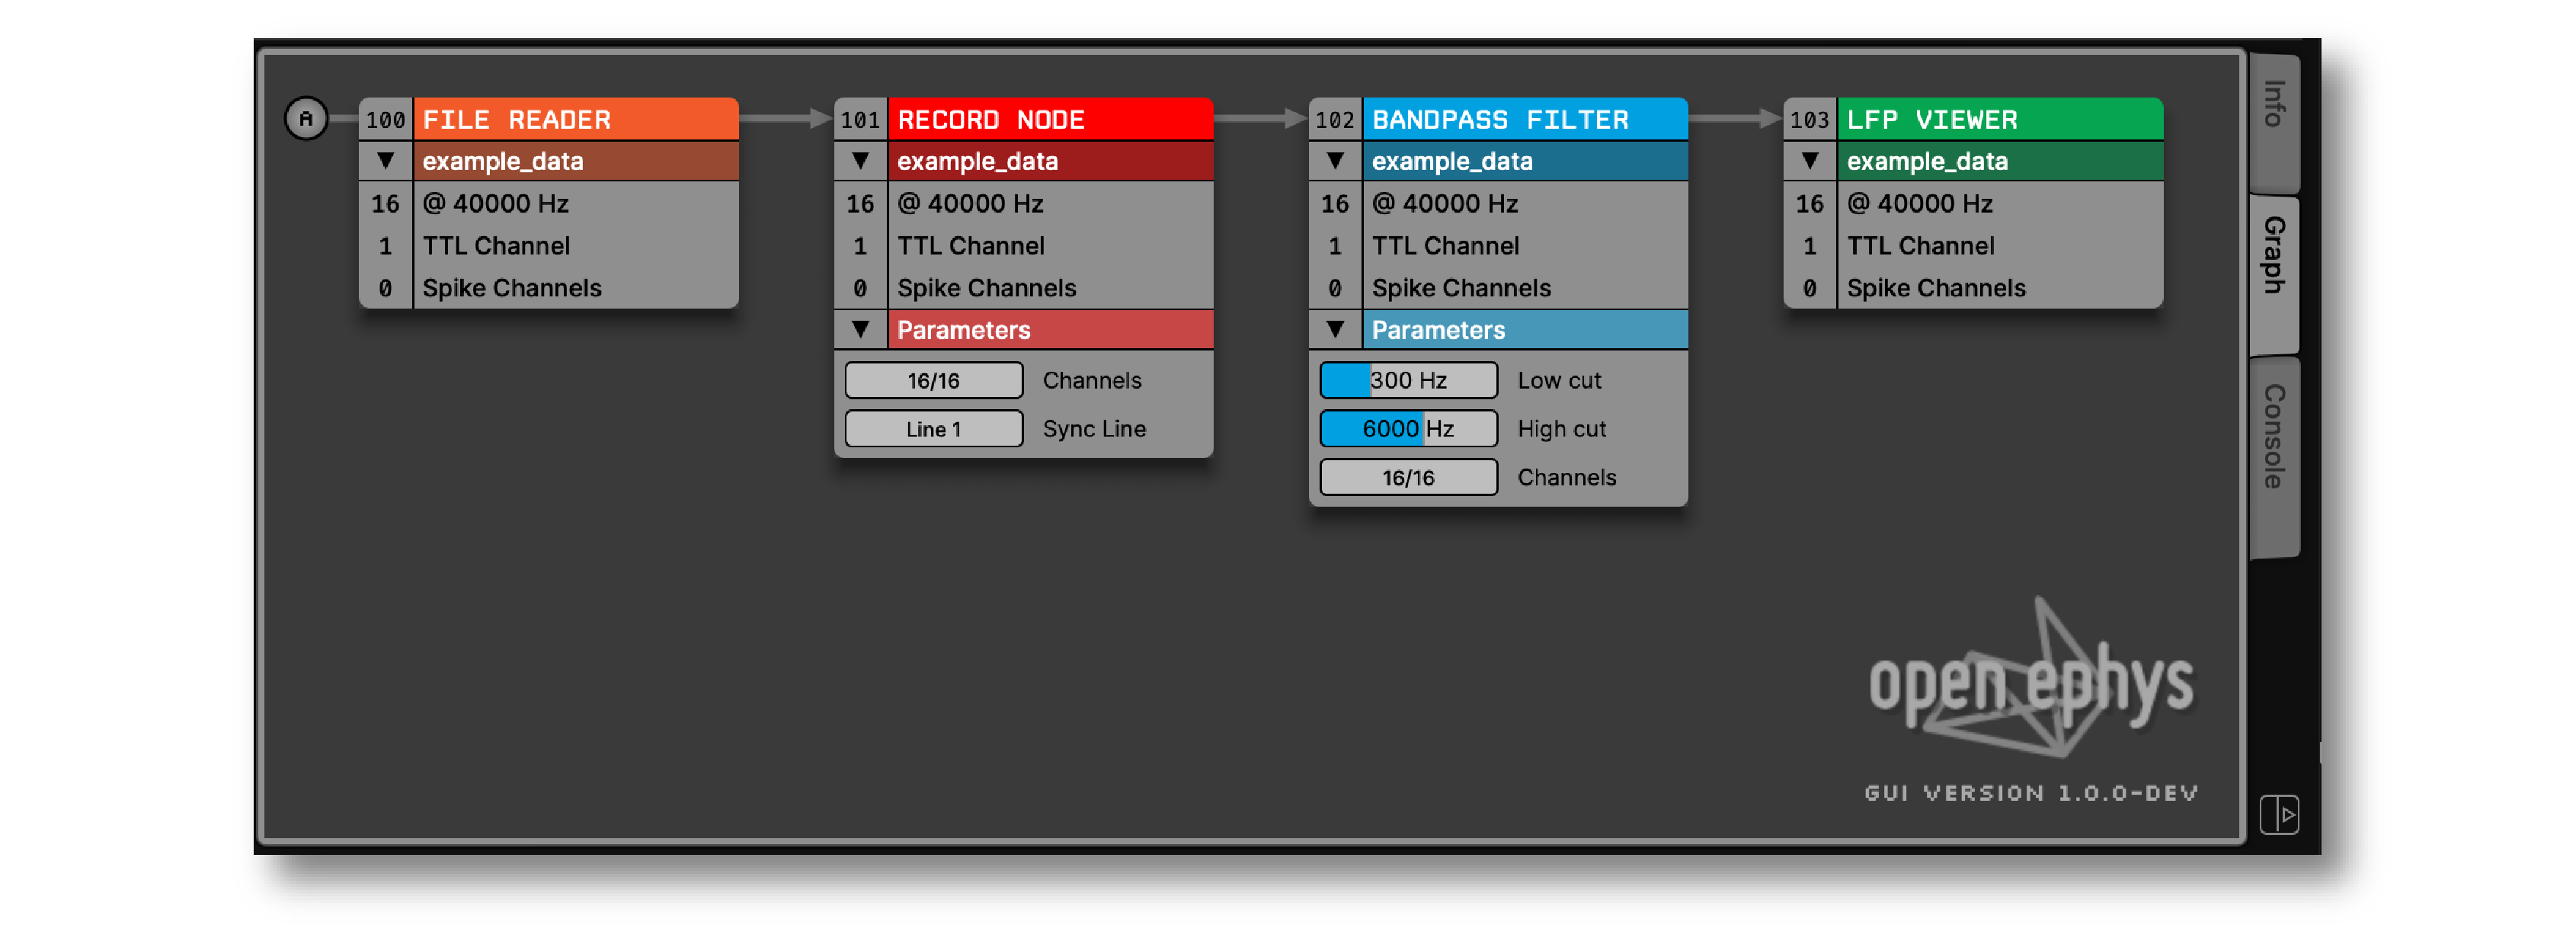 A
100 FILE READER
example_data
16 @ 40000 Hz
1 TTL Channel
0 Spike Channels
101 RECORD NODE
example_data
16 @ 40000 Hz
1 TTL Channel
0 Spike Channels
Parameters
16/16 Channels
Line 1 Sync Line
102 BANDPASS FILTER
example_data
16 @ 40000 Hz
1 TTL Channel
0 Spike Channels
Parameters
300 Hz Low cut
6000 Hz High cut
16/16 Channels
103 LFP VIEWER
example_data
16 @ 40000 Hz
1 TTL Channel
0 Spike Channels
Info
Graph
Console
open ephys
GUI VERSION 1.0.0-DEV